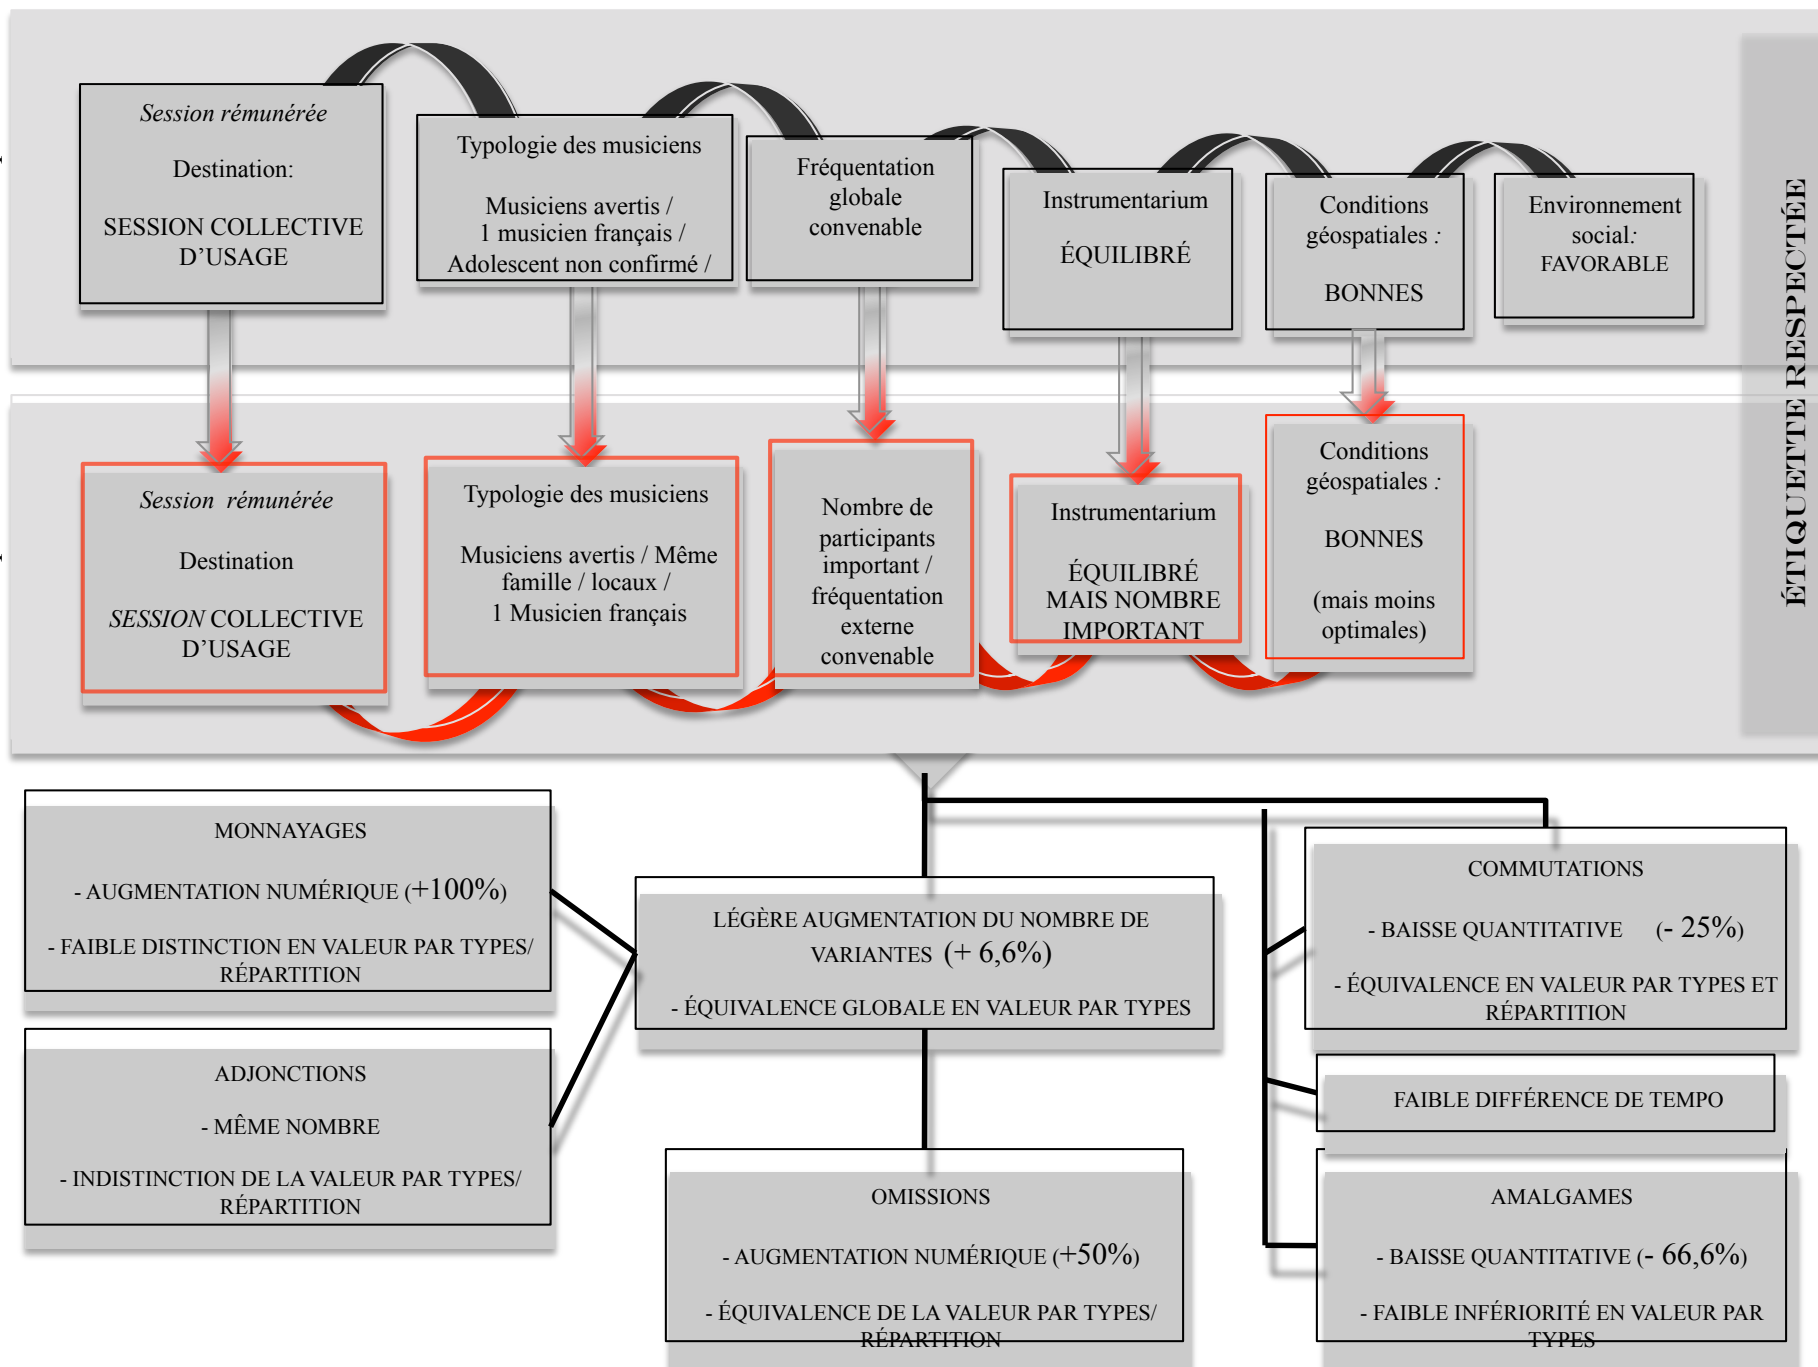 Session rémunérée
Destination:
SESSION COLLECTIVE
D'USAGE
Typologie des musiciens
Musiciens avertis /
1 musicien français /
Adolescent non confirmé /
Fréquentation
globale
convenable
Instrumentarium
ÉQUILIBRÉ
Conditions
géospatiales :
BONNES
Environnement
social:
FAVORABLE
ÉTIQUETTE RESPECTÉE
Session rémunérée
Destination
SESSION COLLECTIVE
D'USAGE
Typologie des musiciens
Musiciens avertis / Même
famille / locaux /
1 Musicien français
Nombre de
participants
important /
fréquentation
externe
convenable
Instrumentarium
ÉQUILIBRÉ
MAIS NOMBRE
IMPORTANT
Conditions
géospatiales :
BONNES
(mais moins
optimales)
MONNAYAGES
- AUGMENTATION NUMÉRIQUE (+100%)
- FAIBLE DISTINCTION EN VALEUR PAR TYPES/
RÉPARTITION
ADJONCTIONS
- MÊME NOMBRE
- INDISTINCTION DE LA VALEUR PAR TYPES/
RÉPARTITION
LÉGÈRE AUGMENTATION DU NOMBRE DE
VARIANTES (+ 6,6%)
- ÉQUIVALENCE GLOBALE EN VALEUR PAR TYPES
OMISSIONS
- AUGMENTATION NUMÉRIQUE (+50%)
- ÉQUIVALENCE DE LA VALEUR PAR TYPES/
RÉPARTITION
COMMUTATIONS
- BAISSE QUANTITATIVE (- 25%)
- ÉQUIVALENCE EN VALEUR PAR TYPES ET
RÉPARTITION
FAIBLE DIFFÉRENCE DE TEMPO
AMALGAMES
- BAISSE QUANTITATIVE (- 66,6%)
- FAIBLE INFÉRIORITÉ EN VALEUR PAR
TYPES